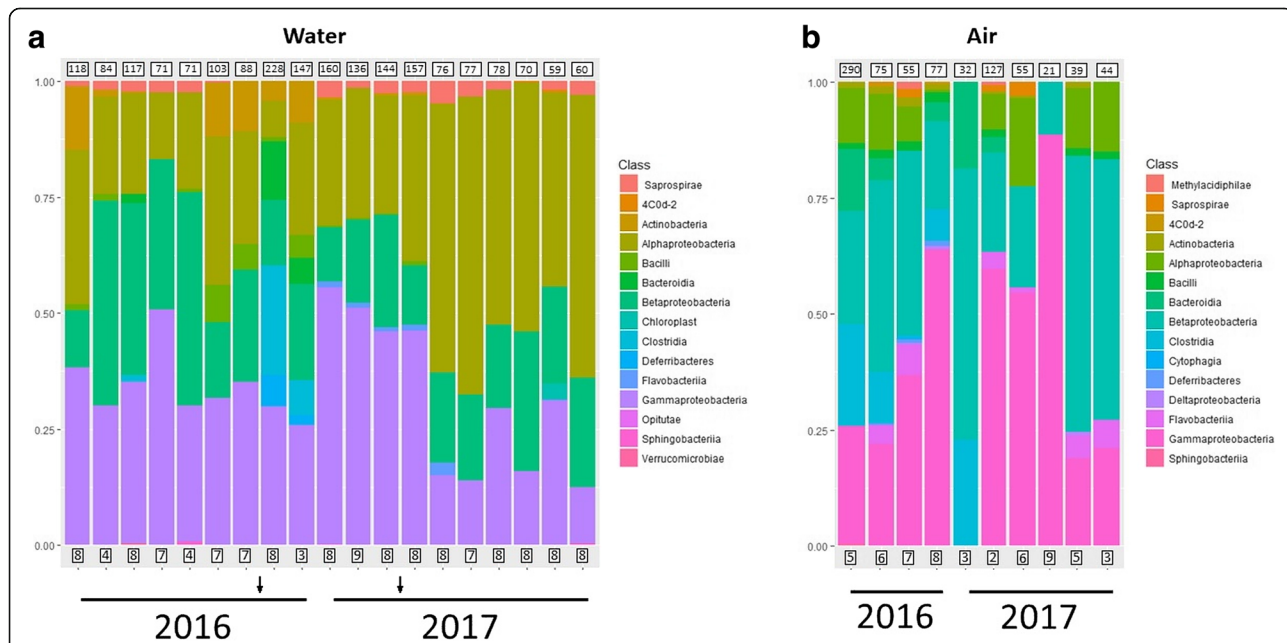 a Water
118 84 117 71 71 103 88 228 147 160 136 144 157 76 77 78 70 59 60
1.00
0.75
0.50
0.25
0.00
8 4 8 7 4 7 7 8 3 8 9 8 8 8 8 8 8 8 8
2016 2017
Class
Saprospirae
4C0d-2
Actinobacteria
Alphaproteobacteria
Bacilli
Bacteroidia
Betaproteobacteria
Chloroplast
Clostridia
Deferribacteres
Flavobacteriia
Gammaproteobacteria
Opitutae
Sphingobacteriia
Verrucomicrobiae
b Air
290 75 55 77 32 127 55 21 39 44
1.00
0.75
0.50
0.25
0.00
5 6 7 8 3 2 6 9 5 3
2016 2017
Class
Methylacidiphilae
Saprospirae
4C0d-2
Actinobacteria
Alphaproteobacteria
Bacilli
Bacteroidia
Betaproteobacteria
Clostridia
Cytophagia
Deferribacteres
Deltaproteobacteria
Flavobacteriia
Gammaproteobacteria
Sphingobacteriia